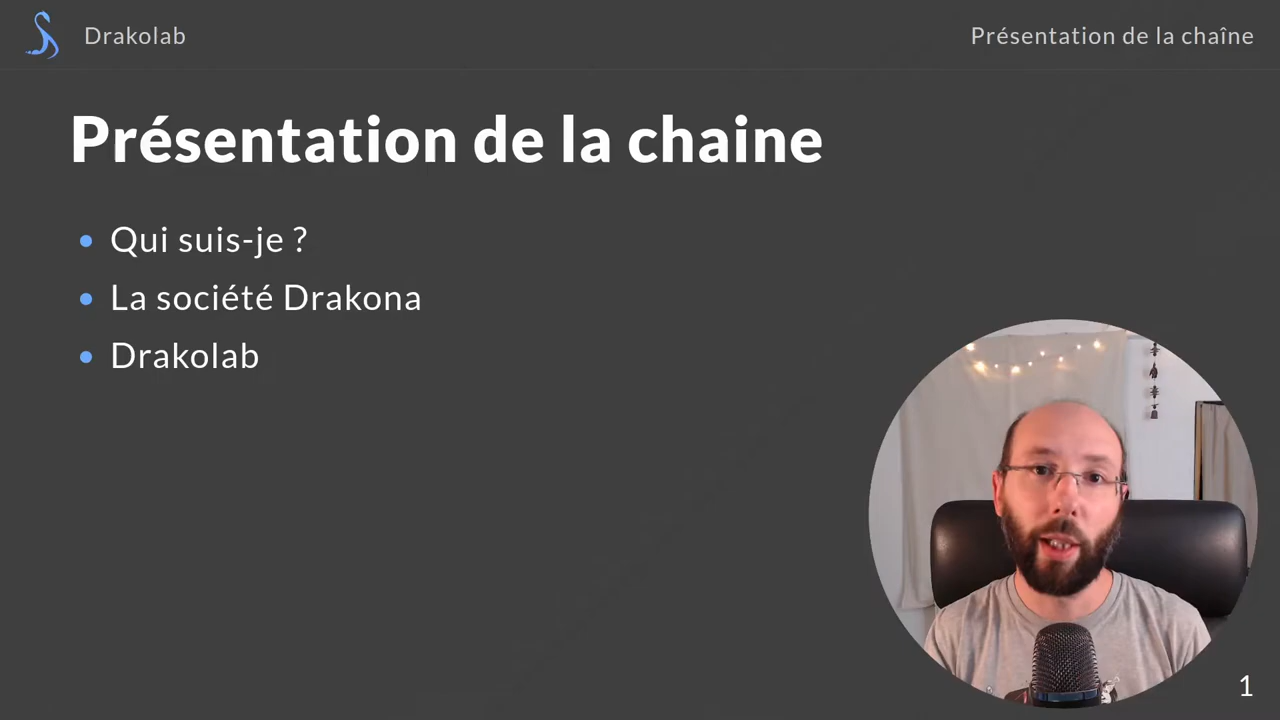 Drakolab
Présentation de la chaîne
Présentation de la chaine
Qui suis-je ?
La société Drakona
Drakolab
1